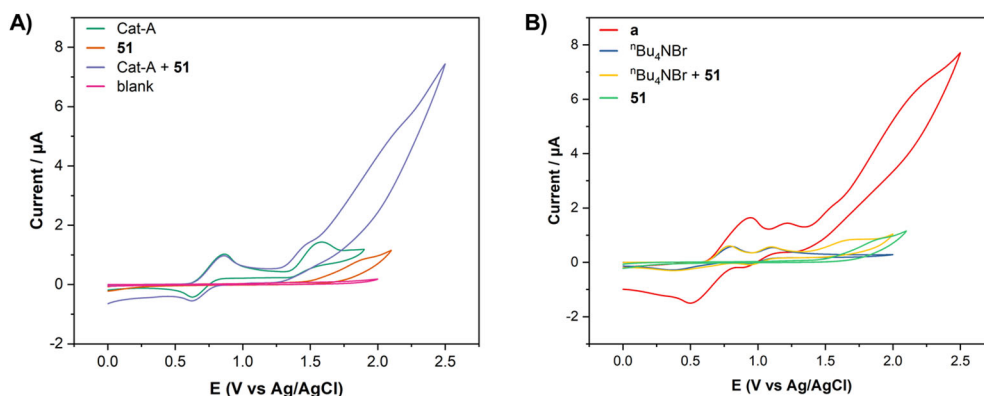 A)
Cat-A
51
Cat-A + 51
blank
Current / µA
8
6
4
2
0
-2
0.0 0.5 1.0 1.5 2.0 2.5
E (V vs Ag/AgCl)
B)
a
ⁿBu₄NBr
ⁿBu₄NBr + 51
51
Current / µA
8
6
4
2
0
-2
0.0 0.5 1.0 1.5 2.0 2.5
E (V vs Ag/AgCl)